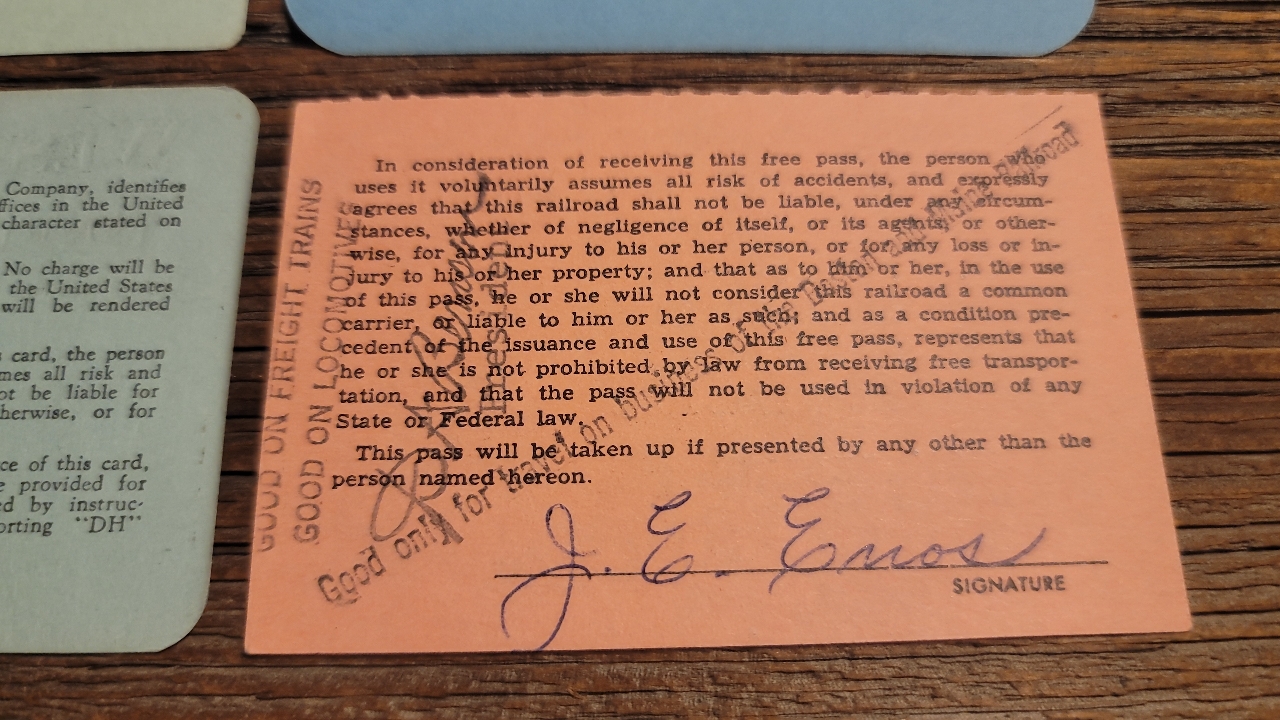 Company, identifies
ffices in the United
character stated on
No charge will be
the United States
will be rendered
card, the person
mes all risk and
ot be liable for
herwise, or for
ce of this card,
e provided for
ed by instruc-
orting "DH"
In consideration of receiving this free pass, the person who
uses it voluntarily assumes all risk of accidents, and expressly
agrees that this railroad shall not be liable, under any circum-
stances, whether of negligence of itself, or its agents, or other-
wise, for any injury to his or her person, or for any loss or in-
jury to his or her property; and that as to him or her, in the use
of this pass, he or she will not consider this railroad a common
carrier, or liable to him or her as such; and as a condition pre-
cedent of the issuance and use of this free pass, represents that
he or she is not prohibited by law from receiving free transpor-
tation, and that the pass will not be used in violation of any
State or Federal law.
This pass will be taken up if presented by any other than the
person named hereon.
J. E. Enos
SIGNATURE
GOOD ON FREIGHT TRAINS
GOOD ON LOCOMOTIVES
President
Good only for travel on business of the Railroad